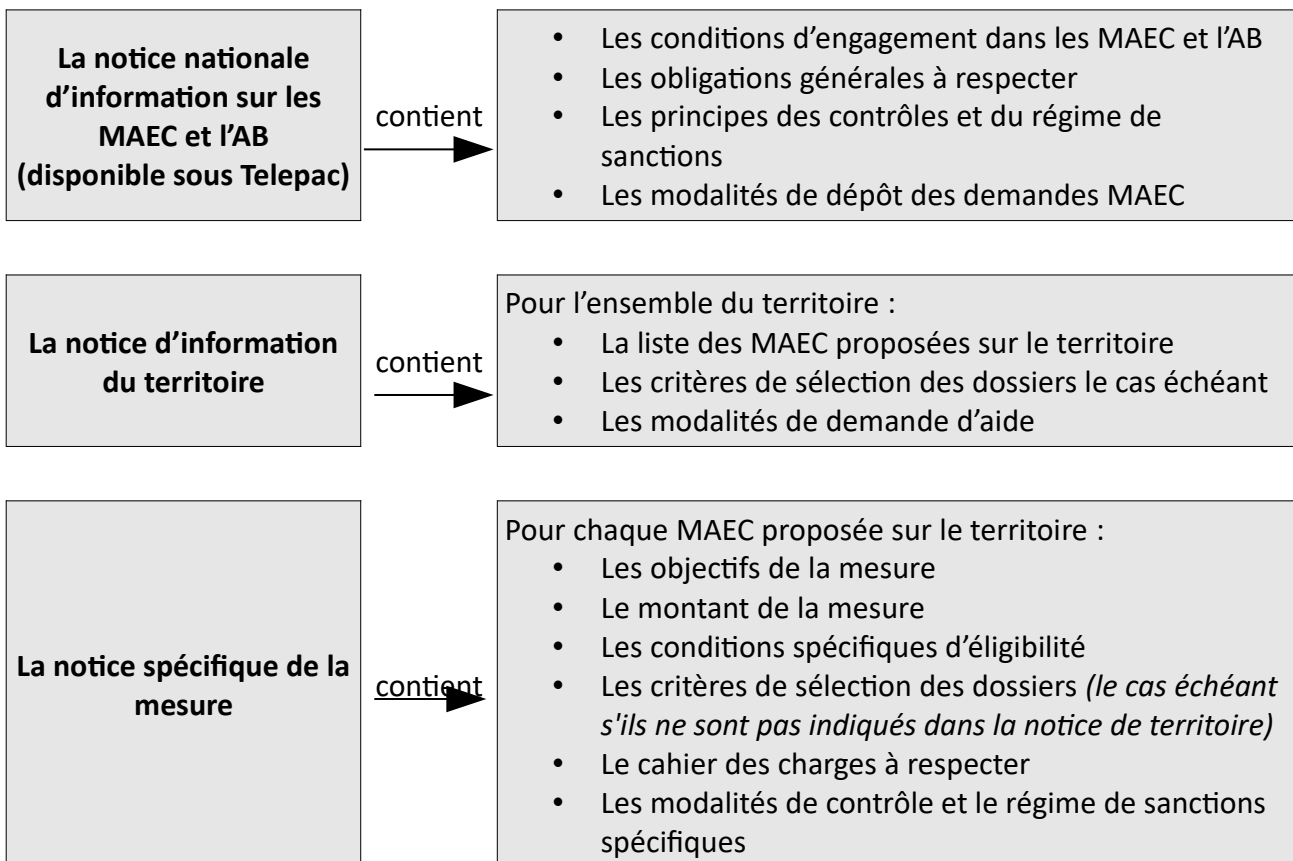 La notice nationale
d’information sur les
MAEC et l’AB
(disponible sous Telepac)
contient
• Les conditions d’engagement dans les MAEC et l’AB
• Les obligations générales à respecter
• Les principes des contrôles et du régime de
sanctions
• Les modalités de dépôt des demandes MAEC
La notice d’information
du territoire
contient
Pour l’ensemble du territoire :
• La liste des MAEC proposées sur le territoire
• Les critères de sélection des dossiers le cas échéant
• Les modalités de demande d’aide
La notice spécifique de la
mesure
contient
Pour chaque MAEC proposée sur le territoire :
• Les objectifs de la mesure
• Le montant de la mesure
• Les conditions spécifiques d’éligibilité
• Les critères de sélection des dossiers (le cas échéant
s'ils ne sont pas indiqués dans la notice de territoire)
• Le cahier des charges à respecter
• Les modalités de contrôle et le régime de sanctions
spécifiques